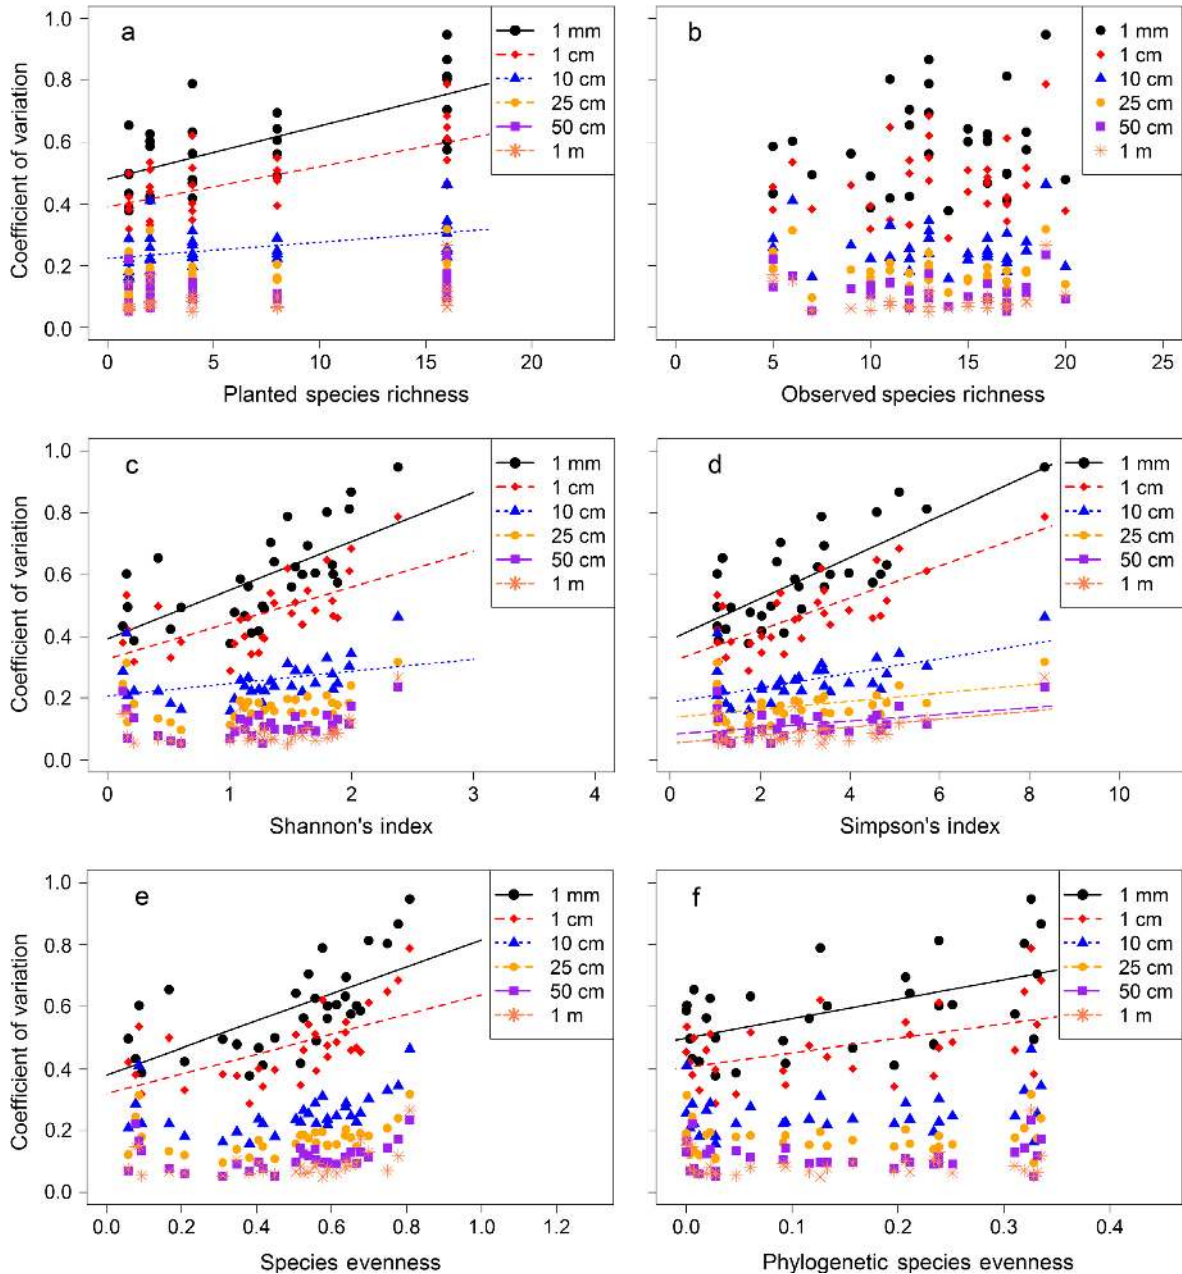 a
1.0
0.8
0.6
0.4
0.2
0.0
Coefficient of variation
0 5 10 15 20
Planted species richness
1 mm
1 cm
10 cm
25 cm
50 cm
1 m
b
0 5 10 15 20 25
Observed species richness
1 mm
1 cm
10 cm
25 cm
50 cm
1 m
c
1.0
0.8
0.6
0.4
0.2
0.0
Coefficient of variation
0 1 2 3 4
Shannon's index
1 mm
1 cm
10 cm
25 cm
50 cm
1 m
d
0 2 4 6 8 10
Simpson's index
1 mm
1 cm
10 cm
25 cm
50 cm
1 m
e
1.0
0.8
0.6
0.4
0.2
0.0
Coefficient of variation
0.0 0.2 0.4 0.6 0.8 1.0 1.2
Species evenness
1 mm
1 cm
10 cm
25 cm
50 cm
1 m
f
0.0 0.1 0.2 0.3 0.4
Phylogenetic species evenness
1 mm
1 cm
10 cm
25 cm
50 cm
1 m